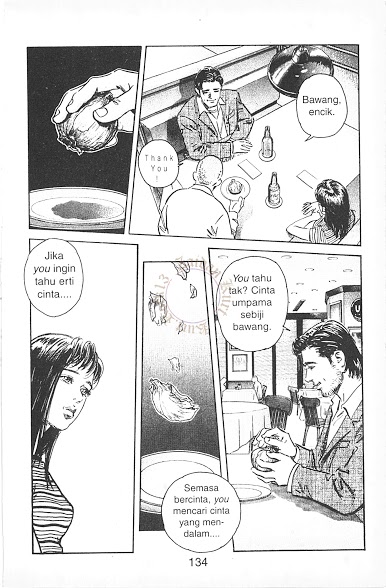 Bawang,
encik.
Thank
You
!
Jika
you ingin
tahu erti
cinta....
You tahu
tak? Cinta
umpama
sebiji
bawang.
Semasa
bercinta, you
mencari cinta
yang men-
dalam....
134